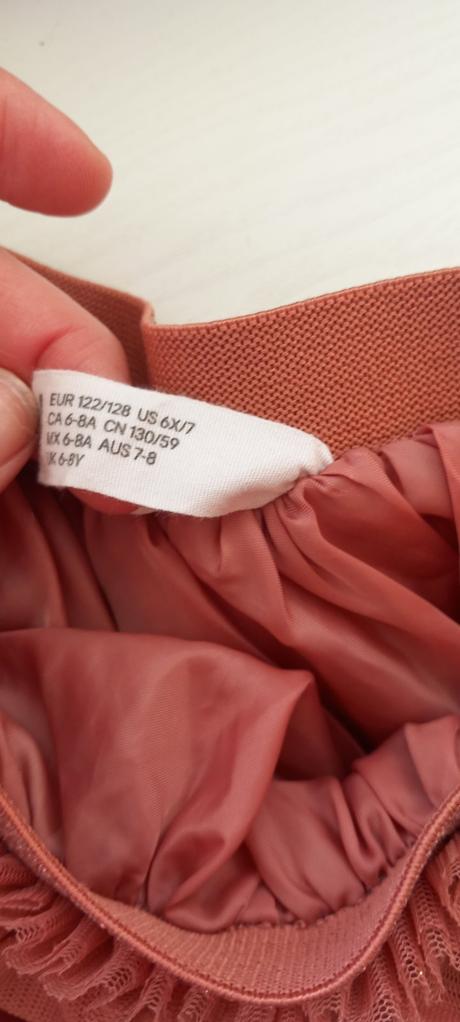 EUR 122/128 US 6X/7
CA 6-8A CN 130/59
MX 6-8A AUS 7-8
UK 6-8Y